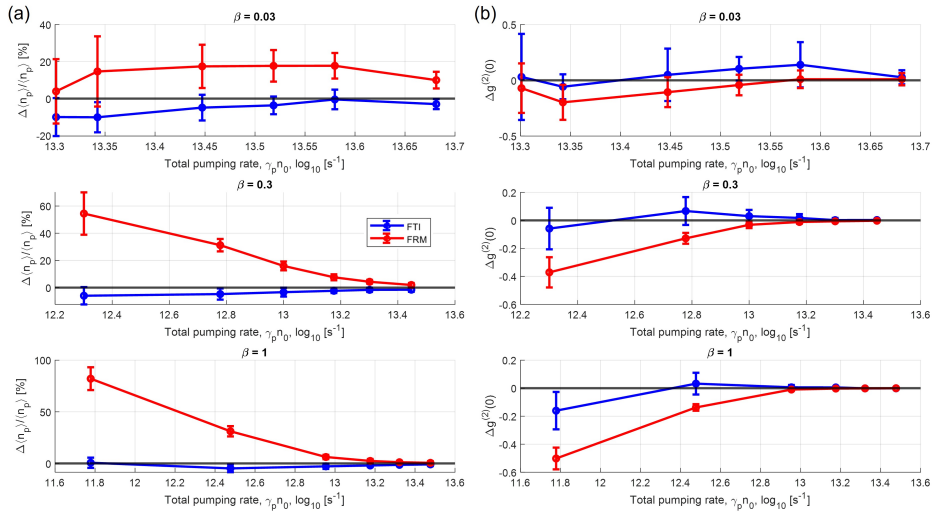 (a)
β = 0.03
Δ⟨n_p⟩/⟨n_p⟩ [%]
40
20
0
-20
13.3 13.35 13.4 13.45 13.5 13.55 13.6 13.65 13.7
Total pumping rate, γ_p n_0, log_10 [s^-1]
β = 0.3
Δ⟨n_p⟩/⟨n_p⟩ [%]
60
40
20
0
FTI
FRM
12.2 12.4 12.6 12.8 13 13.2 13.4 13.6
Total pumping rate, γ_p n_0, log_10 [s^-1]
β = 1
Δ⟨n_p⟩/⟨n_p⟩ [%]
100
50
0
11.6 11.8 12 12.2 12.4 12.6 12.8 13 13.2 13.4 13.6
Total pumping rate, γ_p n_0, log_10 [s^-1]
(b)
β = 0.03
Δg^(2)(0)
0.5
0
-0.5
13.3 13.35 13.4 13.45 13.5 13.55 13.6 13.65 13.7
Total pumping rate, γ_p n_0, log_10 [s^-1]
β = 0.3
Δg^(2)(0)
0.2
0
-0.2
-0.4
-0.6
12.2 12.4 12.6 12.8 13 13.2 13.4 13.6
Total pumping rate, γ_p n_0, log_10 [s^-1]
β = 1
Δg^(2)(0)
0.2
0
-0.2
-0.4
-0.6
11.6 11.8 12 12.2 12.4 12.6 12.8 13 13.2 13.4 13.6
Total pumping rate, γ_p n_0, log_10 [s^-1]